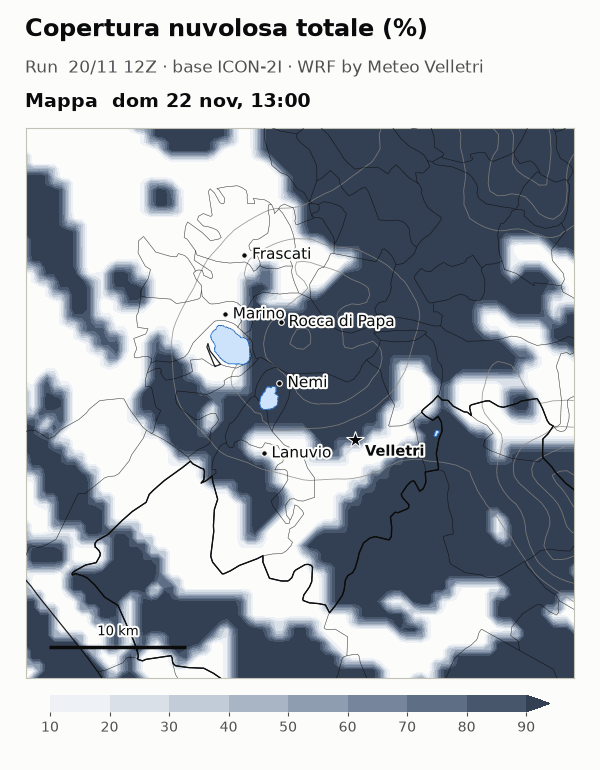 Copertura nuvolosa totale (%)
Run  20/11 12Z · base ICON-2I · WRF by Meteo Velletri
Mappa  dom 22 nov, 13:00
Frascati
Marino
Rocca di Papa
Nemi
Velletri
Lanuvio
10 km
10 20 30 40 50 60 70 80 90